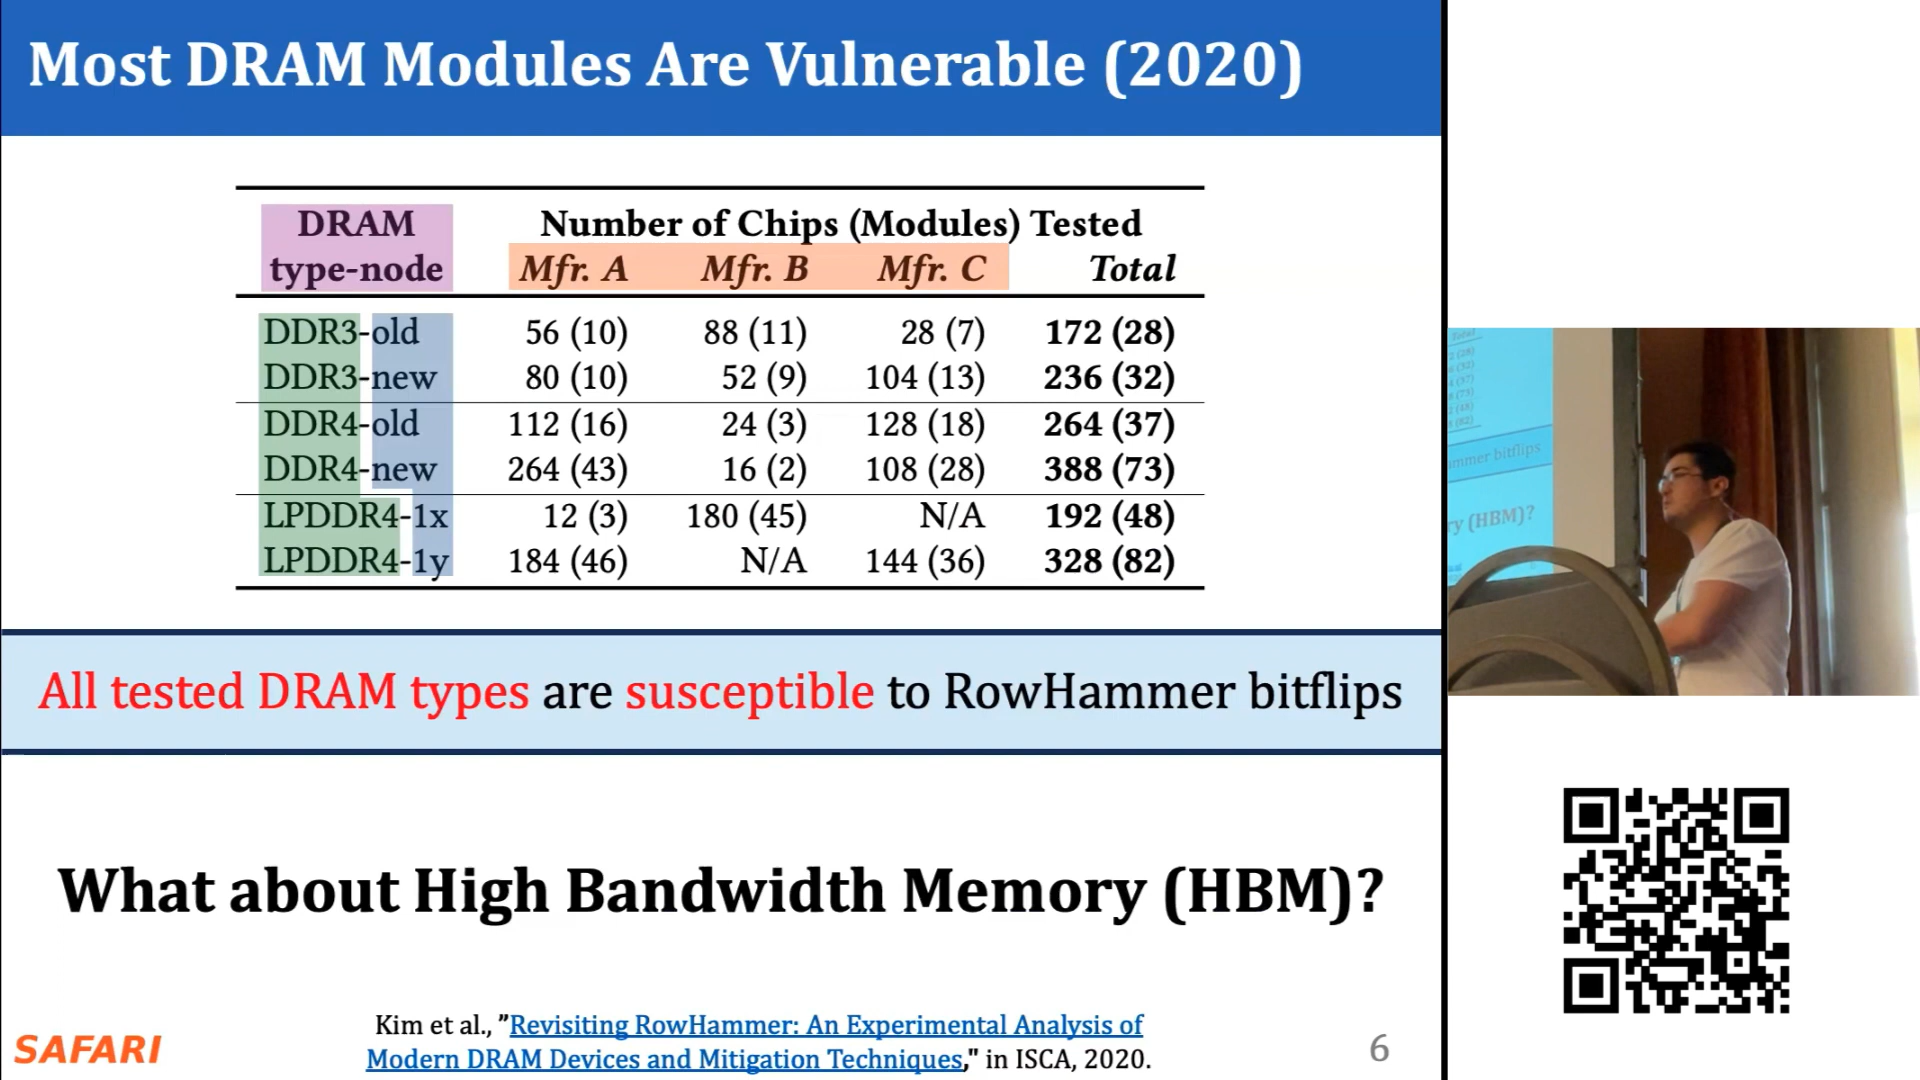 Most DRAM Modules Are Vulnerable (2020)
DRAM Number of Chips (Modules) Tested
type-node Mfr. A Mfr. B Mfr. C Total
DDR3-old 56 (10) 88 (11) 28 (7) 172 (28)
DDR3-new 80 (10) 52 (9) 104 (13) 236 (32)
DDR4-old 112 (16) 24 (3) 128 (18) 264 (37)
DDR4-new 264 (43) 16 (2) 108 (28) 388 (73)
LPDDR4-1x 12 (3) 180 (45) N/A 192 (48)
LPDDR4-1y 184 (46) N/A 144 (36) 328 (82)
All tested DRAM types are susceptible to RowHammer bitflips
What about High Bandwidth Memory (HBM)?
Kim et al., "Revisiting RowHammer: An Experimental Analysis of
Modern DRAM Devices and Mitigation Techniques," in ISCA, 2020.
SAFARI
6
Total
bitflips
(HBM)?